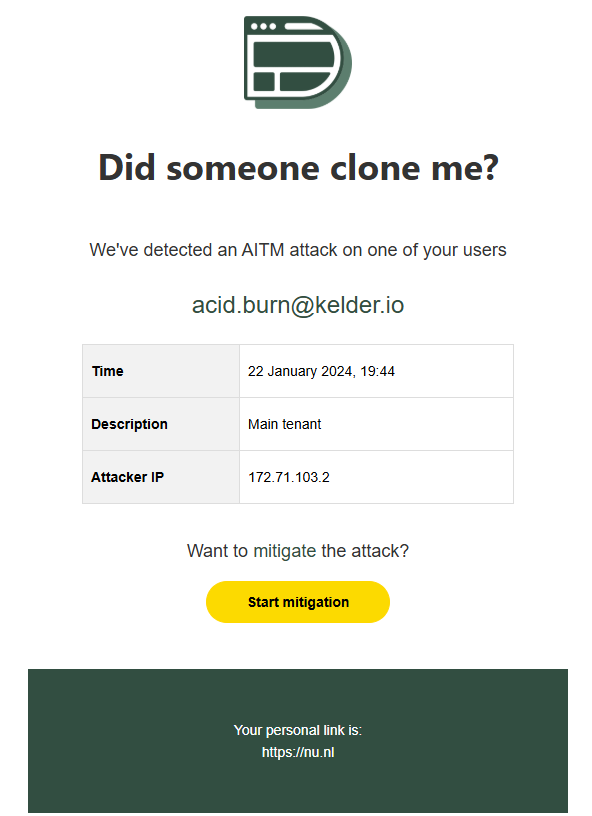 Did someone clone me?
We've detected an AITM attack on one of your users
acid.burn@kelder.io
Time 22 January 2024, 19:44
Description Main tenant
Attacker IP 172.71.103.2
Want to mitigate the attack?
Start mitigation
Your personal link is:
https://nu.nl